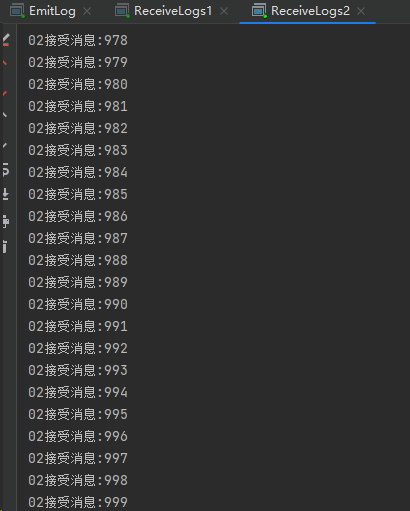 EmitLog ReceiveLogs1 ReceiveLogs2
02接受消息:978
02接受消息:979
02接受消息:980
02接受消息:981
02接受消息:982
02接受消息:983
02接受消息:984
02接受消息:985
02接受消息:986
02接受消息:987
02接受消息:988
02接受消息:989
02接受消息:990
02接受消息:991
02接受消息:992
02接受消息:993
02接受消息:994
02接受消息:995
02接受消息:996
02接受消息:997
02接受消息:998
02接受消息:999